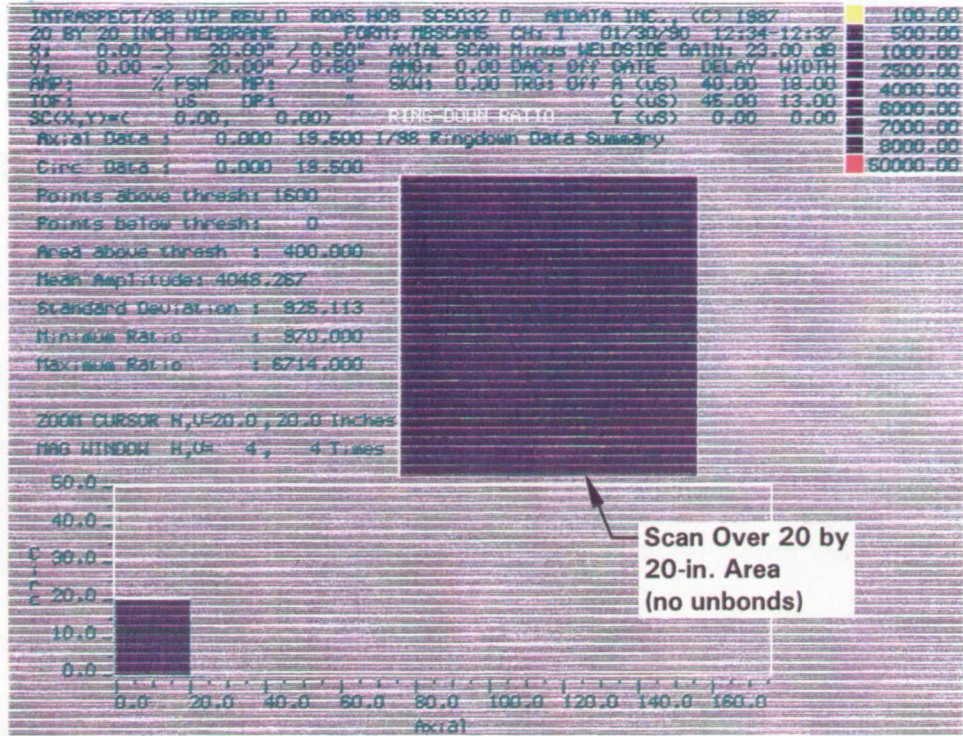 INTRASPECT/98 VIP REV D RDAS HD9 SC5032 D AMDATA INC., (C) 1987
20 BY 20 INCH MEMBRANE FORM: MBSCANS CH: 1 01/30/90 12:34-12:37
X: 0.00 -> 20.00" / 0.50" AXIAL SCAN Minus WELDSIDE GAIN: 23.00 dB
Y: 0.00 -> 20.00" / 0.50" ANG: 0.00 DAC: Off GATE DELAY WIDTH
AMP: % FSH MP: " SKW: 0.00 TRG: Off A (uS) 40.00 18.00
TOF: uS DP: " C (uS) 45.00 13.00
SC(X,Y)=( 0.00, 0.00) RING-DOWN RATIO T (uS) 0.00 0.00
100.00
500.00
1000.00
2500.00
4000.00
6000.00
7000.00
8000.00
50000.00
Axial Data : 0.000 19.500 I/98 Ringdown Data Summary
Circ Data : 0.000 19.500
Points above thresh: 1600
Points below thresh: 0
Area above thresh : 400.000
Mean Amplitude: 4048.267
Standard Deviation : 925.113
Minimum Ratio : 970.000
Maximum Ratio : 6714.000
ZOOM CURSOR H,V=20.0 ,20.0 Inches
MAG WINDOW H,V= 4, 4 Times
Scan Over 20 by
20-in. Area
(no unbonds)
50.0
40.0
30.0
20.0
10.0
0.0
Circ
0.0 20.0 40.0 60.0 80.0 100.0 120.0 140.0 160.0
Axial